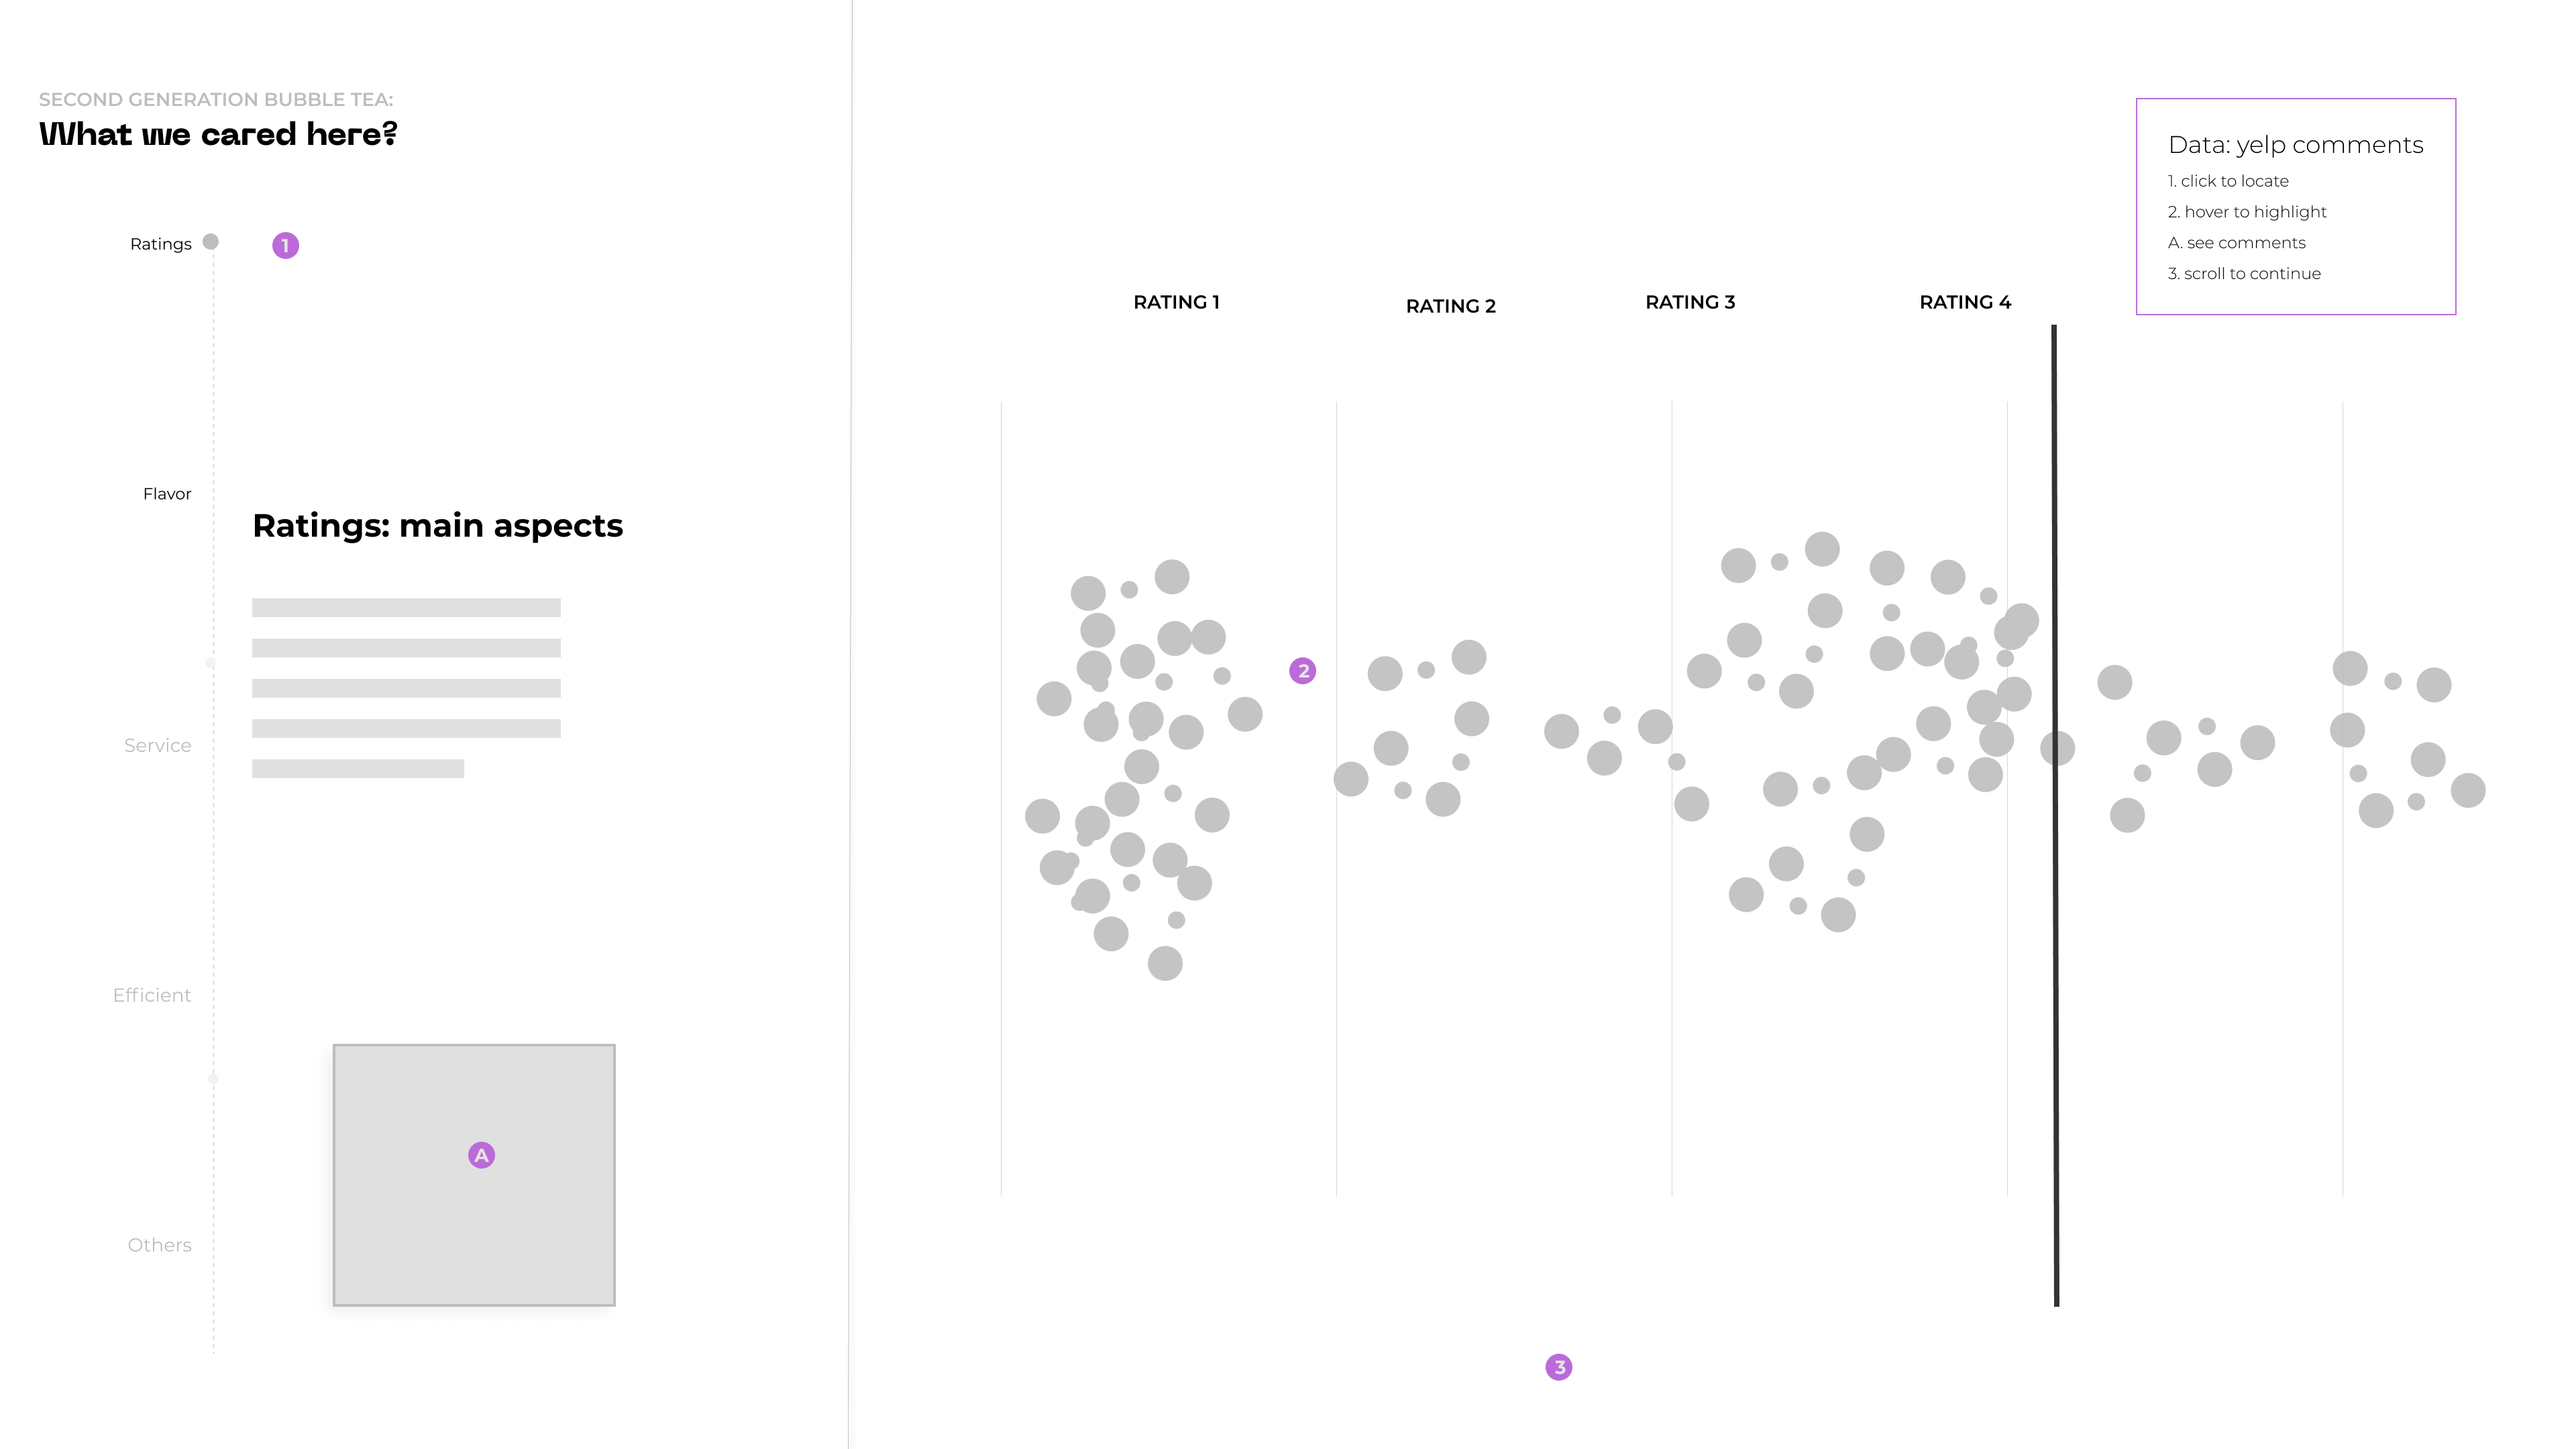 SECOND GENERATION BUBBLE TEA:
What we cared here?
Ratings
1
Flavor
Ratings: main aspects
Service
Efficient
A
Others
Data: yelp comments
1. click to locate
2. hover to highlight
A. see comments
3. scroll to continue
RATING 1
RATING 2
RATING 3
RATING 4
2
3